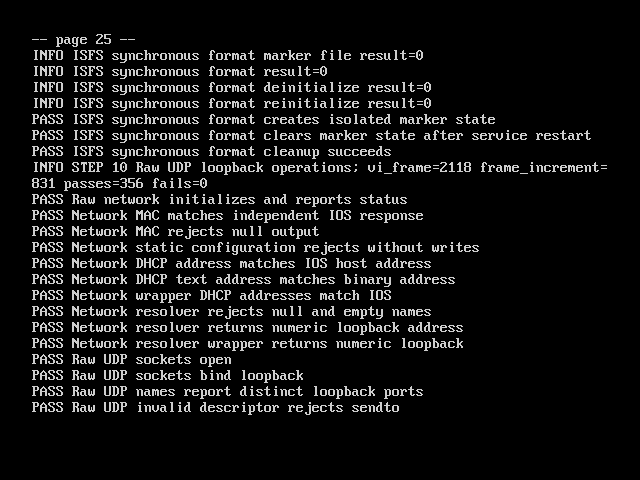 -- page 25 --
INFO ISFS synchronous format marker file result=0
INFO ISFS synchronous format result=0
INFO ISFS synchronous format deinitialize result=0
INFO ISFS synchronous format reinitialize result=0
PASS ISFS synchronous format creates isolated marker state
PASS ISFS synchronous format clears marker state after service restart
PASS ISFS synchronous format cleanup succeeds
INFO STEP 10 Raw UDP loopback operations; vi_frame=2118 frame_increment=
831 passes=356 fails=0
PASS Raw network initializes and reports status
PASS Network MAC matches independent IOS response
PASS Network MAC rejects null output
PASS Network static configuration rejects without writes
PASS Network DHCP address matches IOS host address
PASS Network DHCP text address matches binary address
PASS Network wrapper DHCP addresses match IOS
PASS Network resolver rejects null and empty names
PASS Network resolver returns numeric loopback address
PASS Network resolver wrapper returns numeric loopback
PASS Raw UDP sockets open
PASS Raw UDP sockets bind loopback
PASS Raw UDP names report distinct loopback ports
PASS Raw UDP invalid descriptor rejects sendto